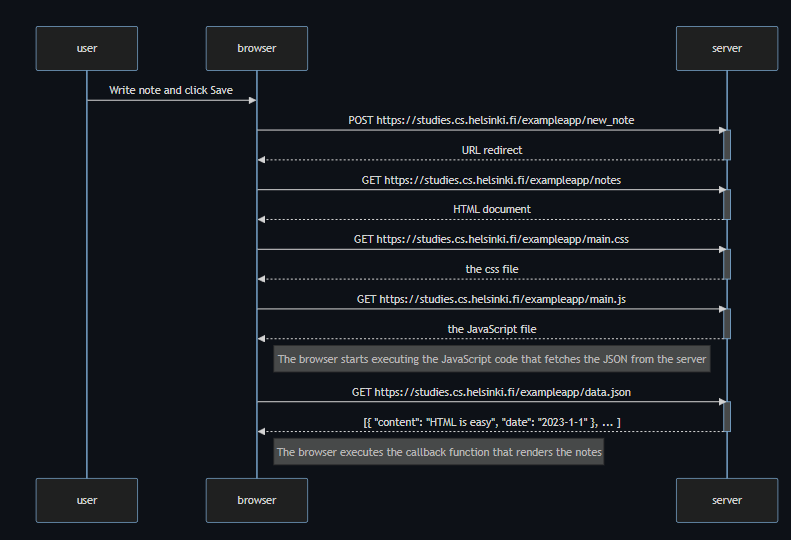 user
browser
server
Write note and click Save
POST https://studies.cs.helsinki.fi/exampleapp/new_note
URL redirect
GET https://studies.cs.helsinki.fi/exampleapp/notes
HTML document
GET https://studies.cs.helsinki.fi/exampleapp/main.css
the css file
GET https://studies.cs.helsinki.fi/exampleapp/main.js
the JavaScript file
The browser starts executing the JavaScript code that fetches the JSON from the server
GET https://studies.cs.helsinki.fi/exampleapp/data.json
[{ "content": "HTML is easy", "date": "2023-1-1" }, ... ]
The browser executes the callback function that renders the notes
user
browser
server